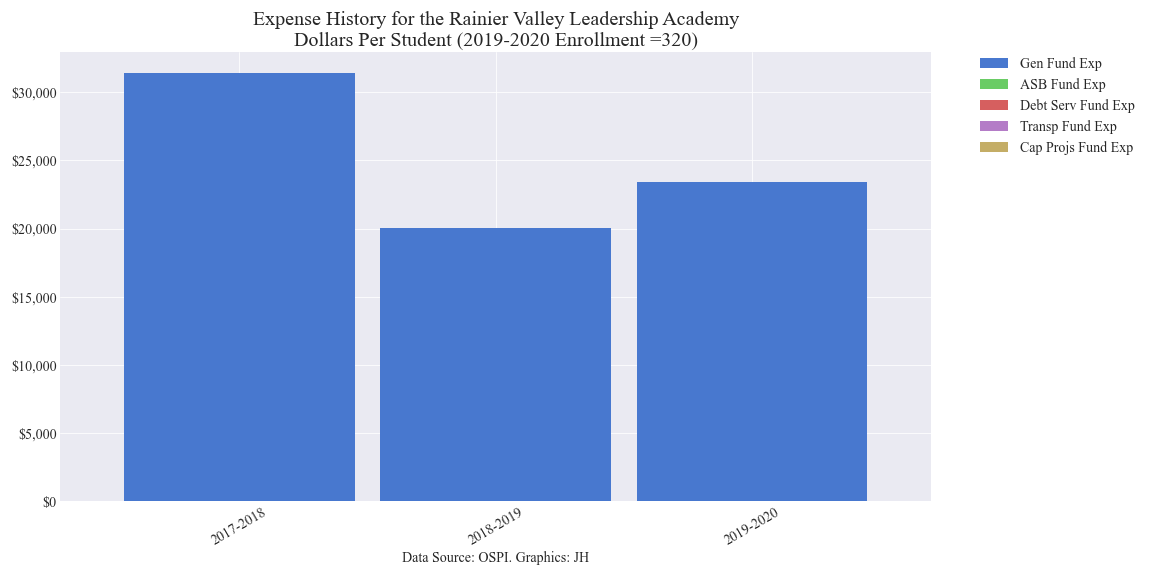 Expense History for the Rainier Valley Leadership Academy
Dollars Per Student (2019-2020 Enrollment =320)
$30,000
$25,000
$20,000
$15,000
$10,000
$5,000
$0
2017-2018
2018-2019
2019-2020
Data Source: OSPI. Graphics: JH
Gen Fund Exp
ASB Fund Exp
Debt Serv Fund Exp
Transp Fund Exp
Cap Projs Fund Exp